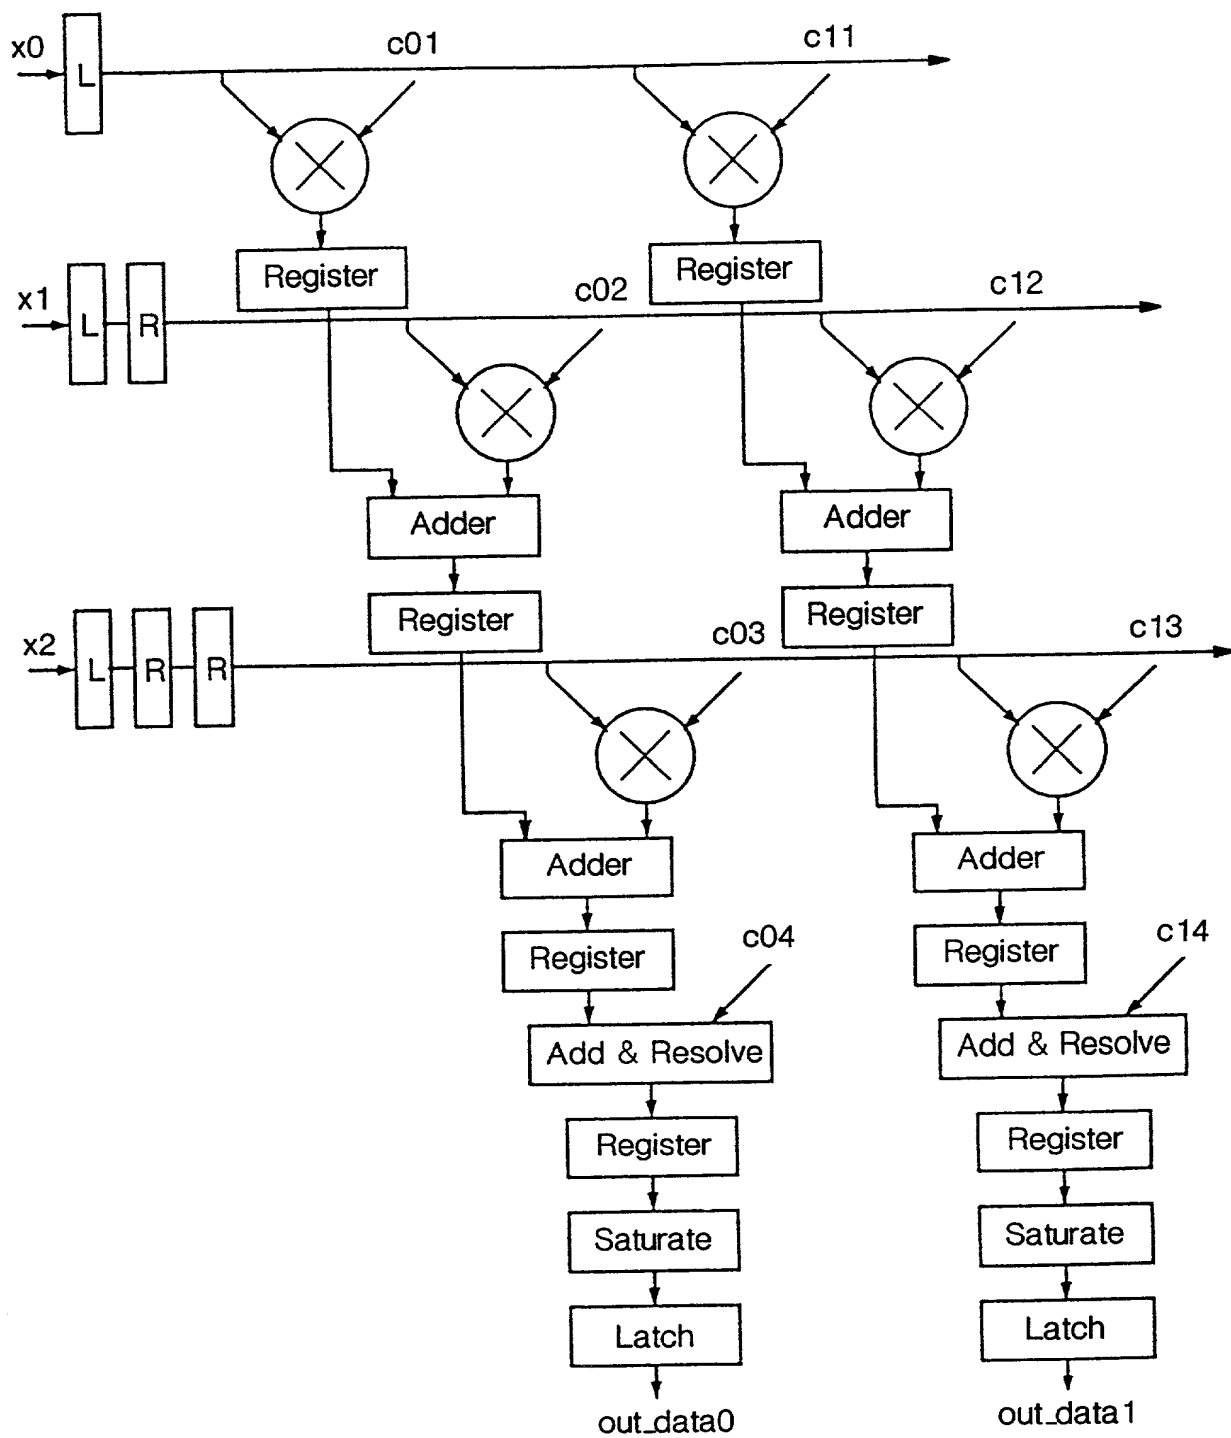 x0
L
c01
c11
Register
Register
x1
L
R
c02
c12
Adder
Adder
Register
Register
x2
L
R
R
c03
c13
Adder
Adder
Register
c04
Register
c14
Add & Resolve
Add & Resolve
Register
Register
Saturate
Saturate
Latch
Latch
out_data0
out_data1